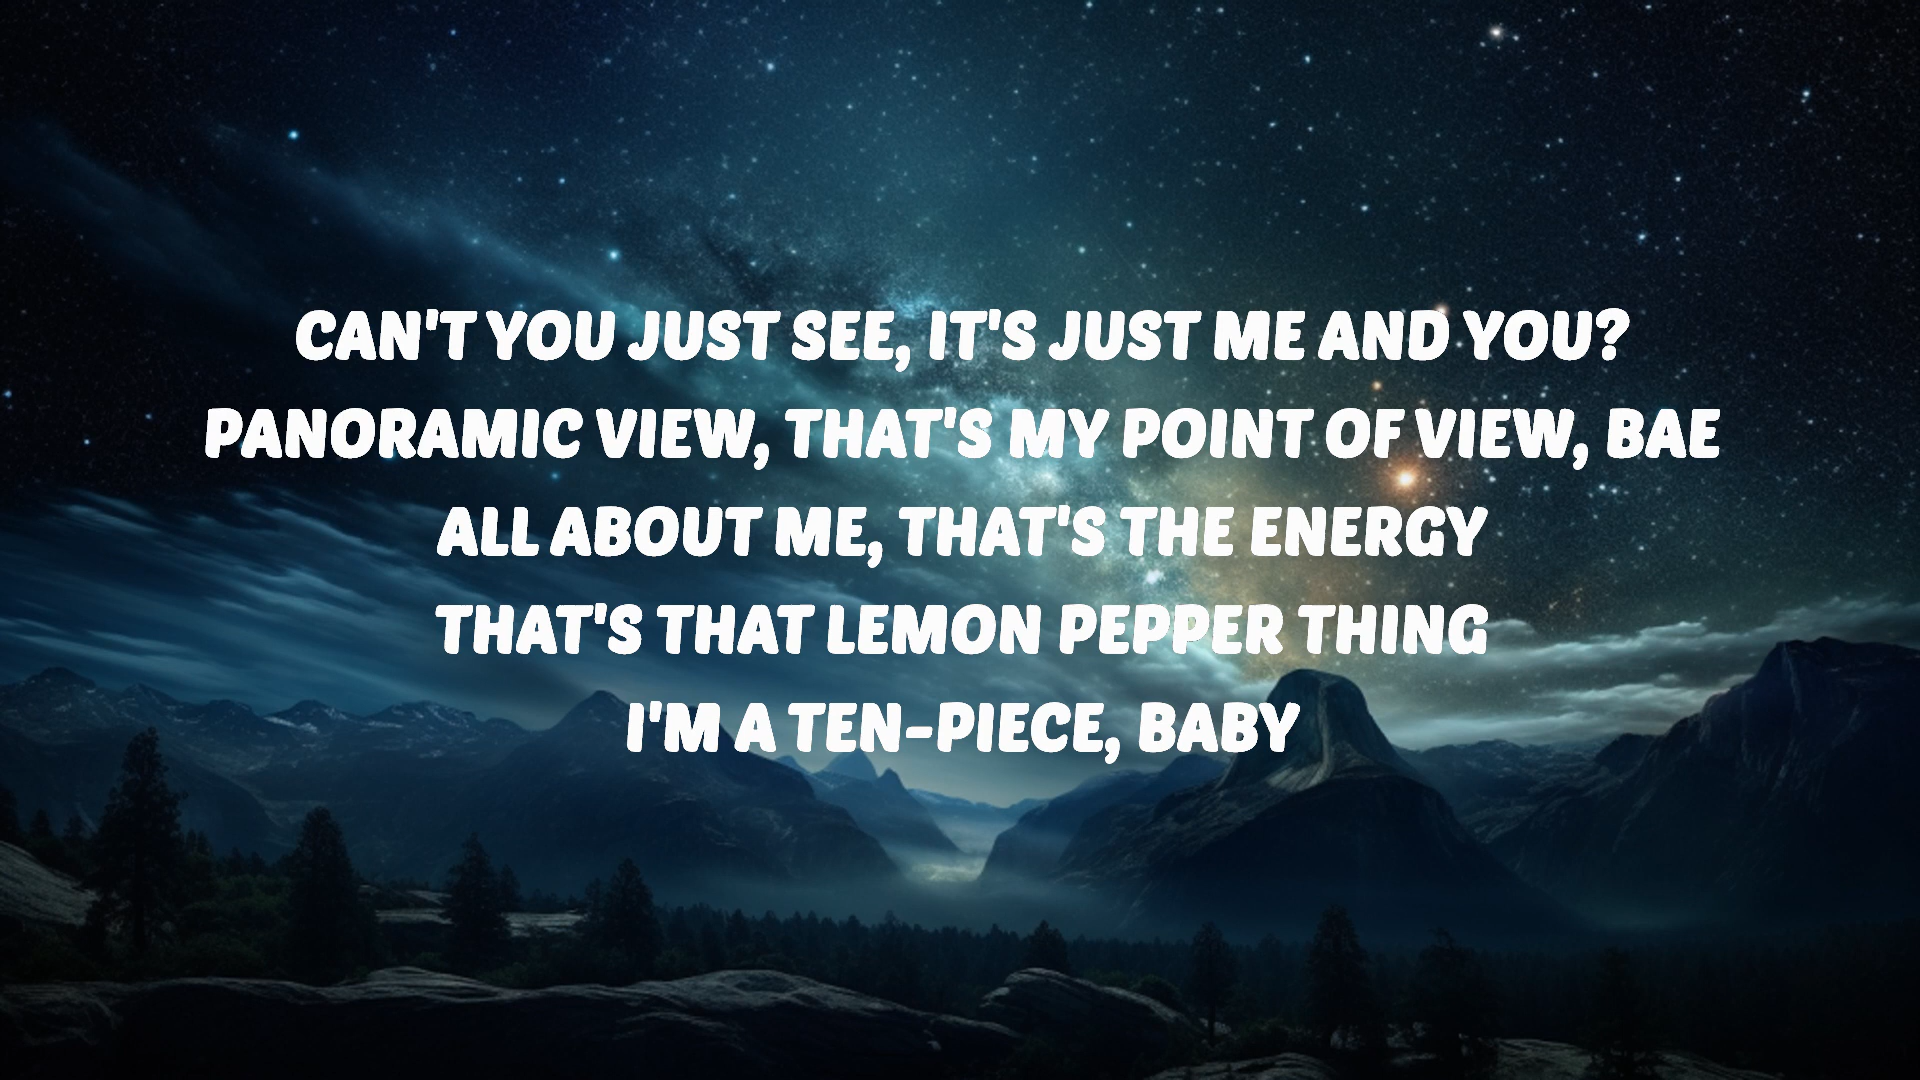 CAN'T YOU JUST SEE, IT'S JUST ME AND YOU?
PANORAMIC VIEW, THAT'S MY POINT OF VIEW, BAE
ALL ABOUT ME, THAT'S THE ENERGY
THAT'S THAT LEMON PEPPER THING
I'M A TEN-PIECE, BABY